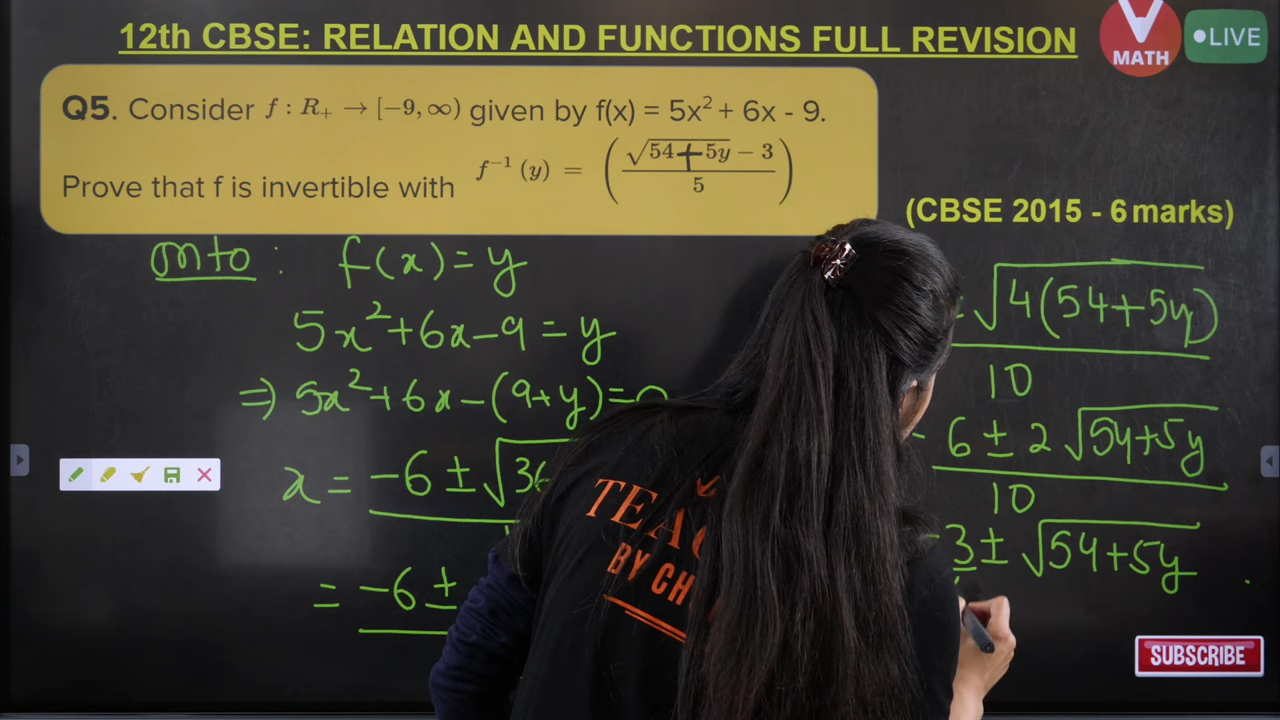 12th CBSE: RELATION AND FUNCTIONS FULL REVISION
V
MATH
LIVE
Q5. Consider f : R₊ → [−9, ∞) given by f(x) = 5x² + 6x - 9.
Prove that f is invertible with f⁻¹ (y) = ((√(54 + 5y) − 3)/5)
(CBSE 2015 - 6 marks)
onto : f(x) = y
5x² + 6x − 9 = y
⇒ 5x² + 6x − (9 + y) =
x = −6 ± √
= −6 ±
√4(54 + 5y)
10
6 ± 2 √54+5y
10
−3 ± √54+5y
BY
SUBSCRIBE